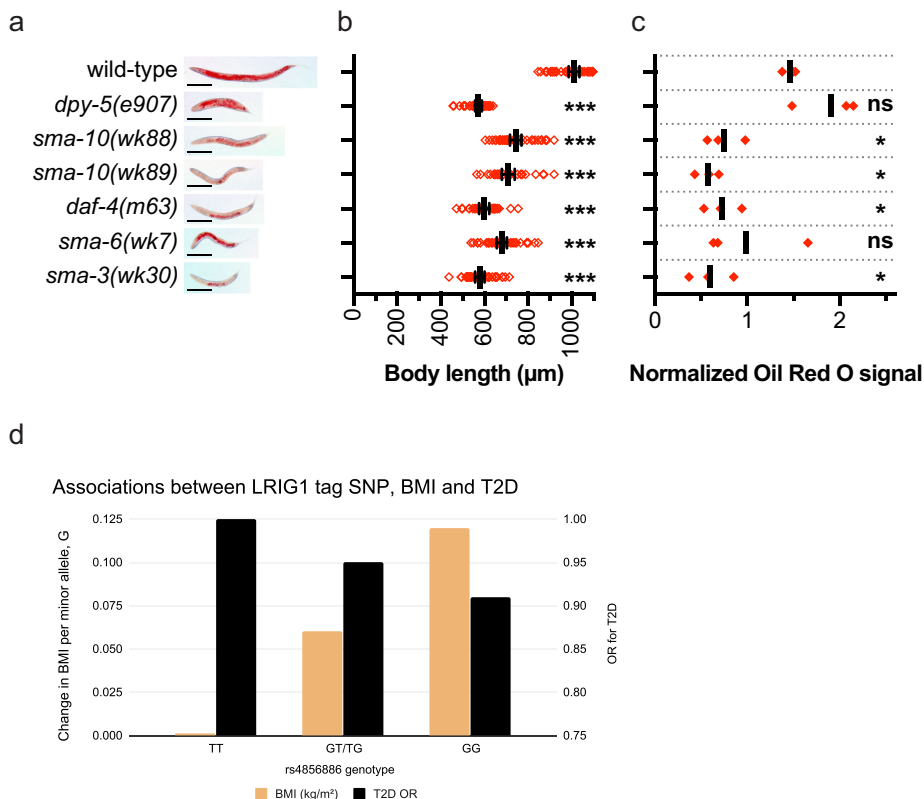 a
b
c
wild-type
dpy-5(e907)
sma-10(wk88)
sma-10(wk89)
daf-4(m63)
sma-6(wk7)
sma-3(wk30)
***
***
***
***
***
***
0
200
400
600
800
1000
Body length (µm)
ns
*
*
*
ns
*
0
1
2
Normalized Oil Red O signal
d
Associations between LRIG1 tag SNP, BMI and T2D
Change in BMI per minor allele, G
0.125
0.100
0.075
0.050
0.025
0.000
1.00
0.95
0.90
0.85
0.80
0.75
OR for T2D
TT
GT/TG
GG
rs4856886 genotype
BMI (kg/m²)
T2D OR